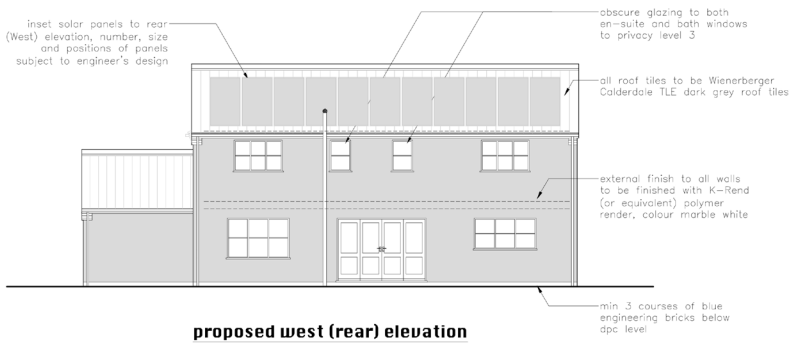 inset solar panels to rear
(West) elevation, number, size
and positions of panels
subject to engineer's design
obscure glazing to both
en-suite and bath windows
to privacy level 3
all roof tiles to be Wienerberger
Calderdale TLE dark grey roof tiles
external finish to all walls
to be finished with K-Rend
(or equivalent) polymer
render, colour marble white
min 3 courses of blue
engineering bricks below
dpc level
proposed west (rear) elevation